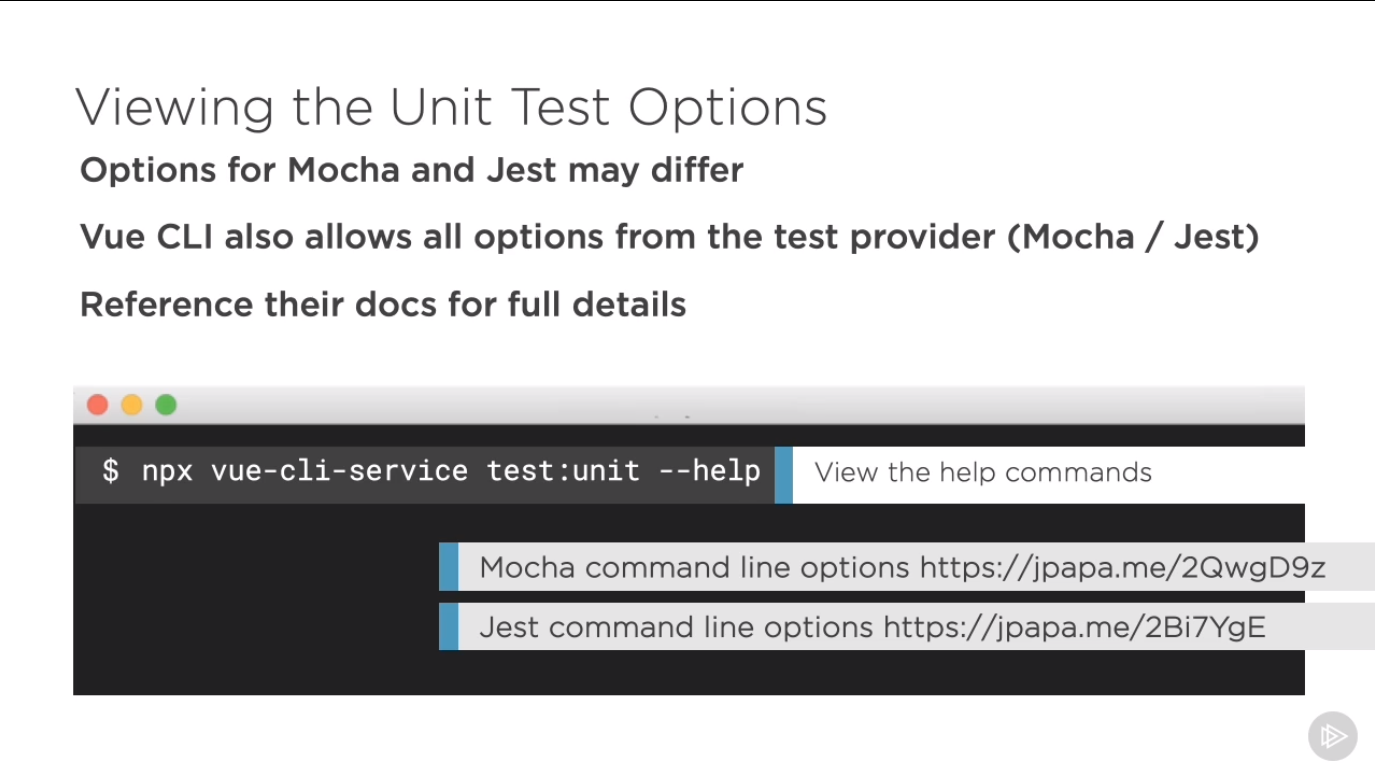 Viewing the Unit Test Options
Options for Mocha and Jest may differ
Vue CLI also allows all options from the test provider (Mocha / Jest)
Reference their docs for full details
$ npx vue-cli-service test:unit --help
View the help commands
Mocha command line options https://jpapa.me/2QwgD9z
Jest command line options https://jpapa.me/2Bi7YgE